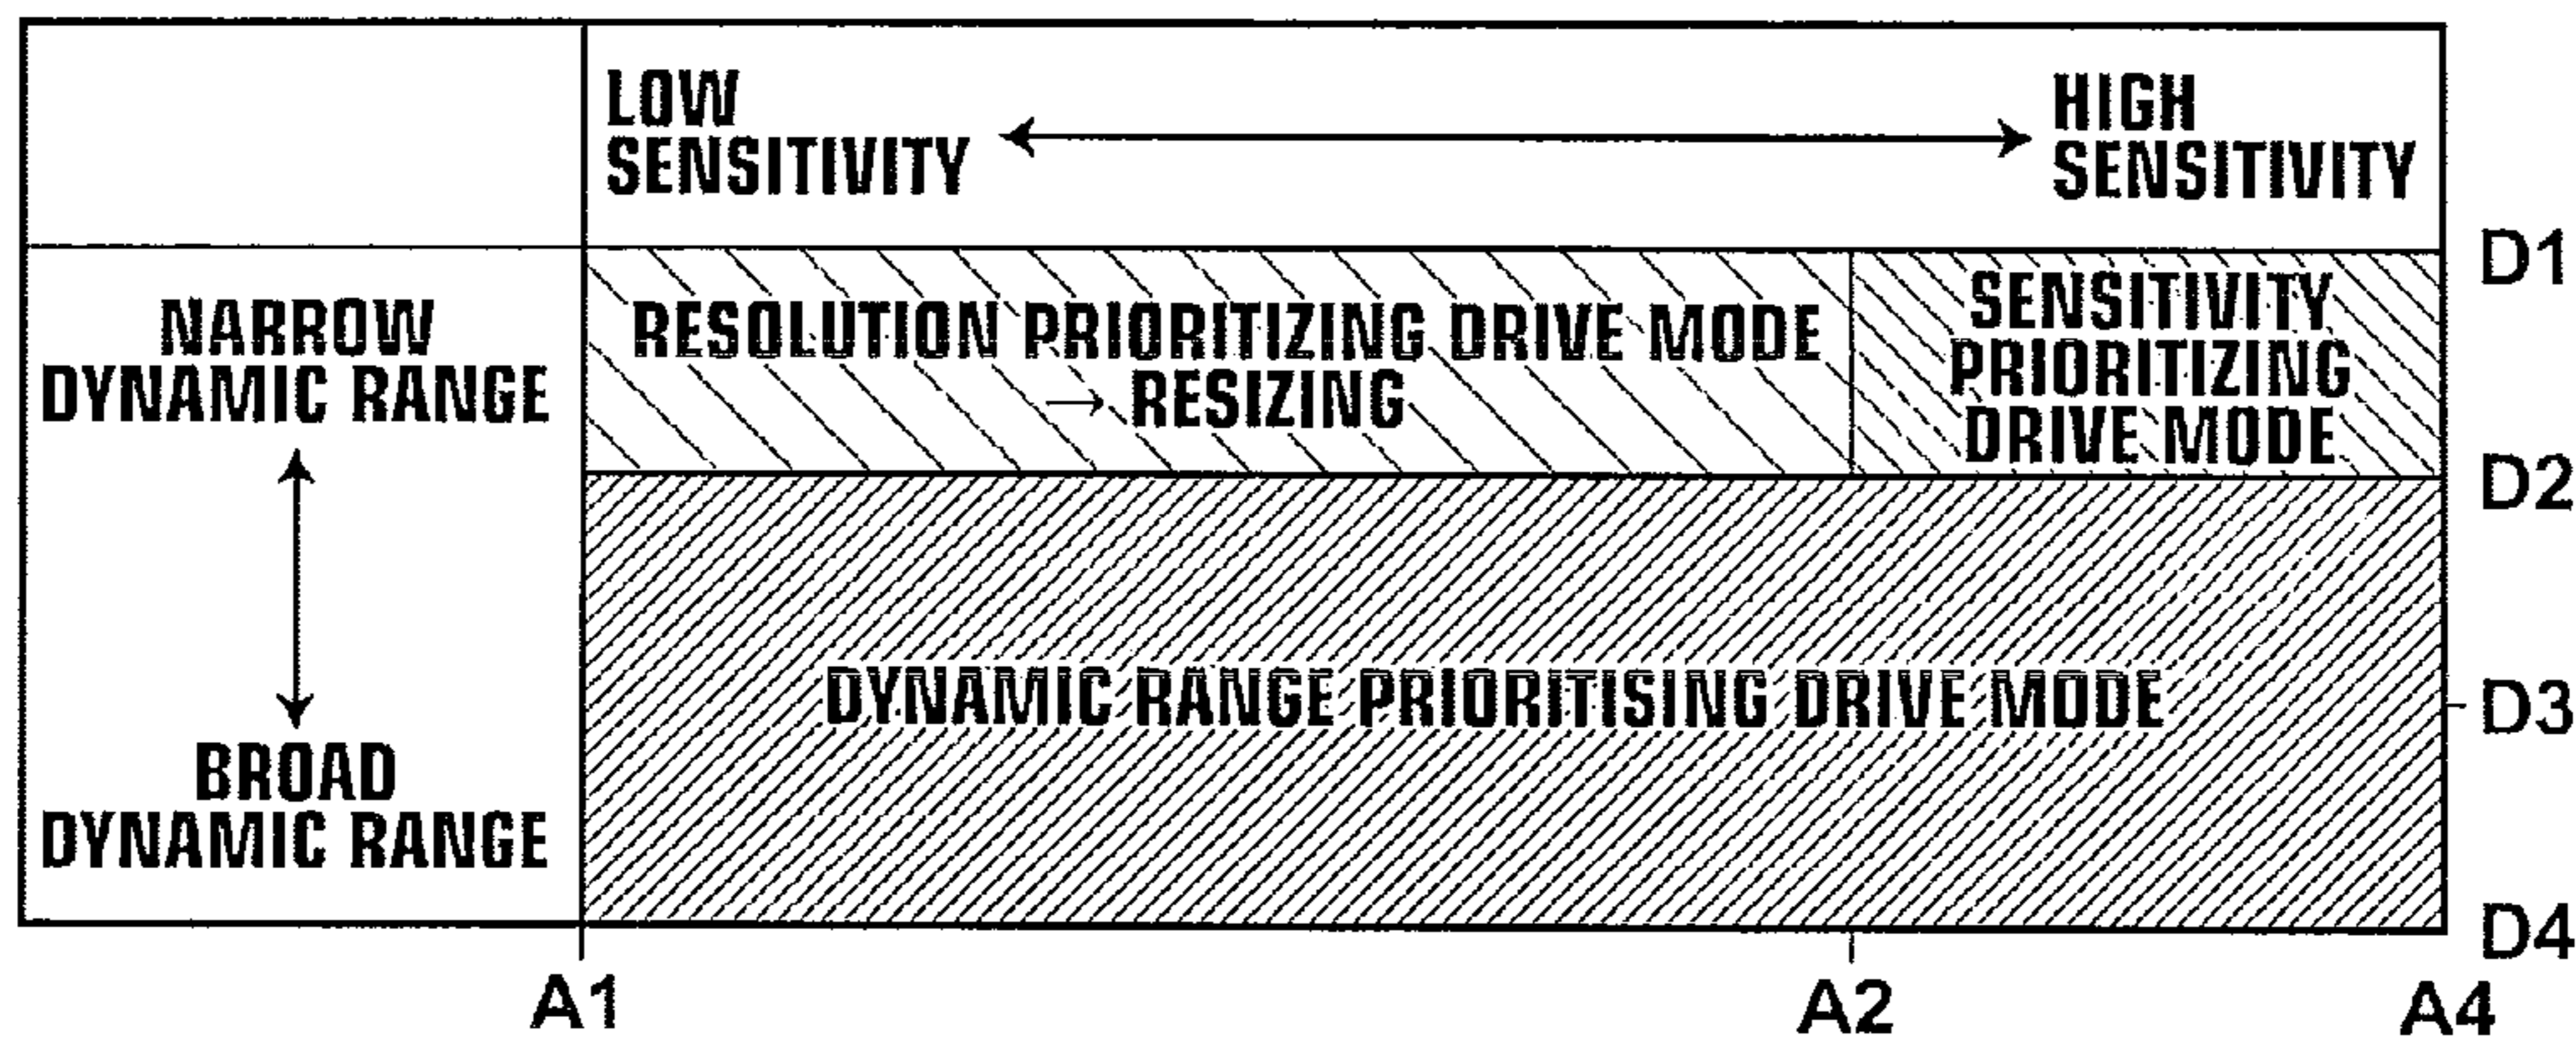 LOW
SENSITIVITY
HIGH
SENSITIVITY
D1
NARROW
DYNAMIC RANGE
RESOLUTION PRIORITIZING DRIVE MODE
→ RESIZING
SENSITIVITY
PRIORITIZING
DRIVE MODE
D2
DYNAMIC RANGE PRIORITISING DRIVE MODE
D3
BROAD
DYNAMIC RANGE
D4
A1
A2
A4